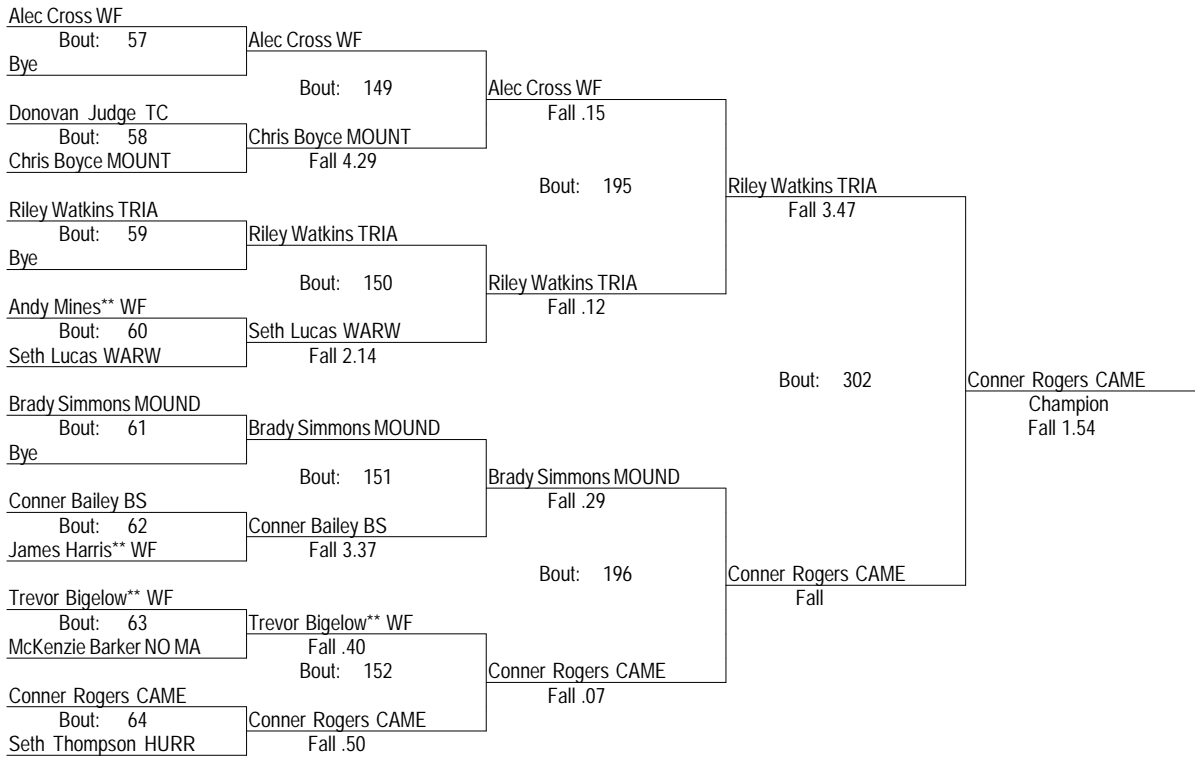 Alec Cross WF
Bout: 57
Bye
Donovan Judge TC
Bout: 58
Chris Boyce MOUNT
Riley Watkins TRIA
Bout: 59
Bye
Andy Mines** WF
Bout: 60
Seth Lucas WARW
Brady Simmons MOUND
Bout: 61
Bye
Conner Bailey BS
Bout: 62
James Harris** WF
Trevor Bigelow** WF
Bout: 63
McKenzie Barker NO MA
Conner Rogers CAME
Bout: 64
Seth Thompson HURR
Alec Cross WF
Bout: 149
Chris Boyce MOUNT
Fall 4.29
Riley Watkins TRIA
Bout: 150
Seth Lucas WARW
Fall 2.14
Brady Simmons MOUND
Bout: 151
Conner Bailey BS
Fall 3.37
Trevor Bigelow** WF
Fall .40
Bout: 152
Conner Rogers CAME
Fall .50
Alec Cross WF
Fall .15
Bout: 195
Riley Watkins TRIA
Fall .12
Brady Simmons MOUND
Fall .29
Bout: 196
Conner Rogers CAME
Fall .07
Riley Watkins TRIA
Fall 3.47
Bout: 302
Conner Rogers CAME
Fall
Conner Rogers CAME
Champion
Fall 1.54